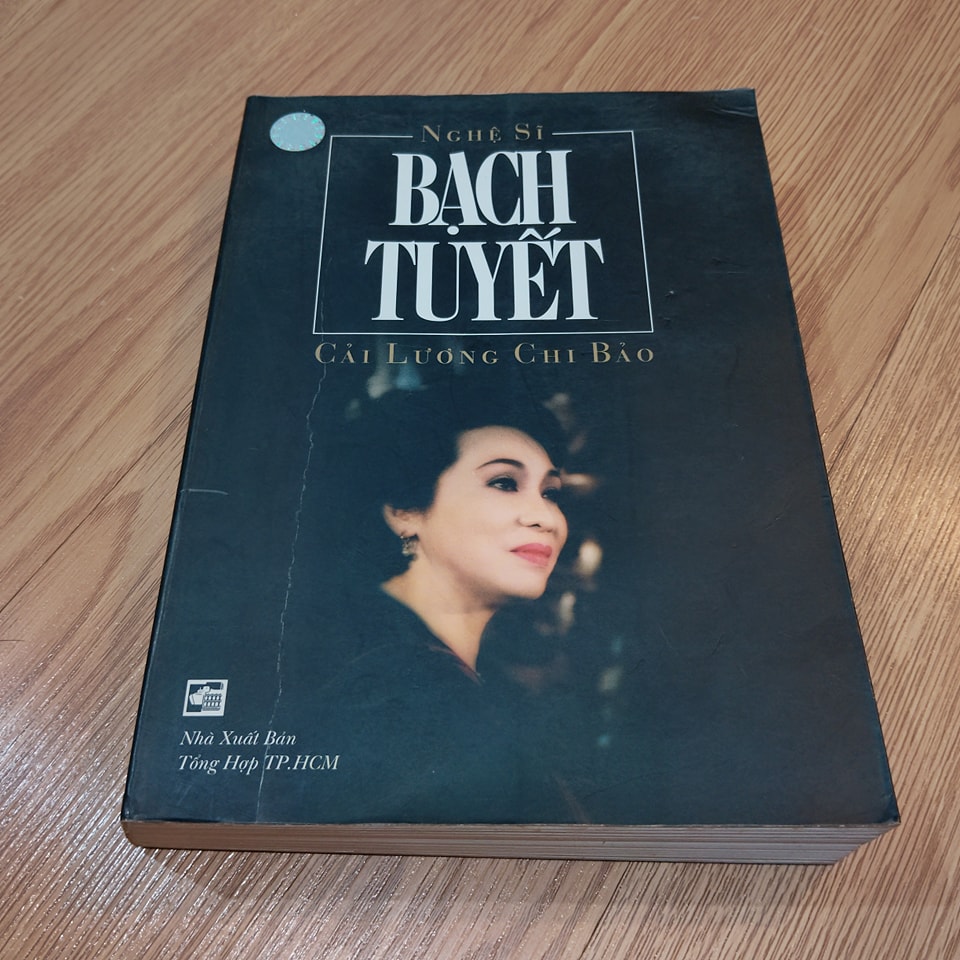 NGHỆ SĨ
BẠCH
TUYẾT
CẢI LƯƠNG CHI BẢO
Nhà Xuất Bản
Tổng Hợp TP.HCM